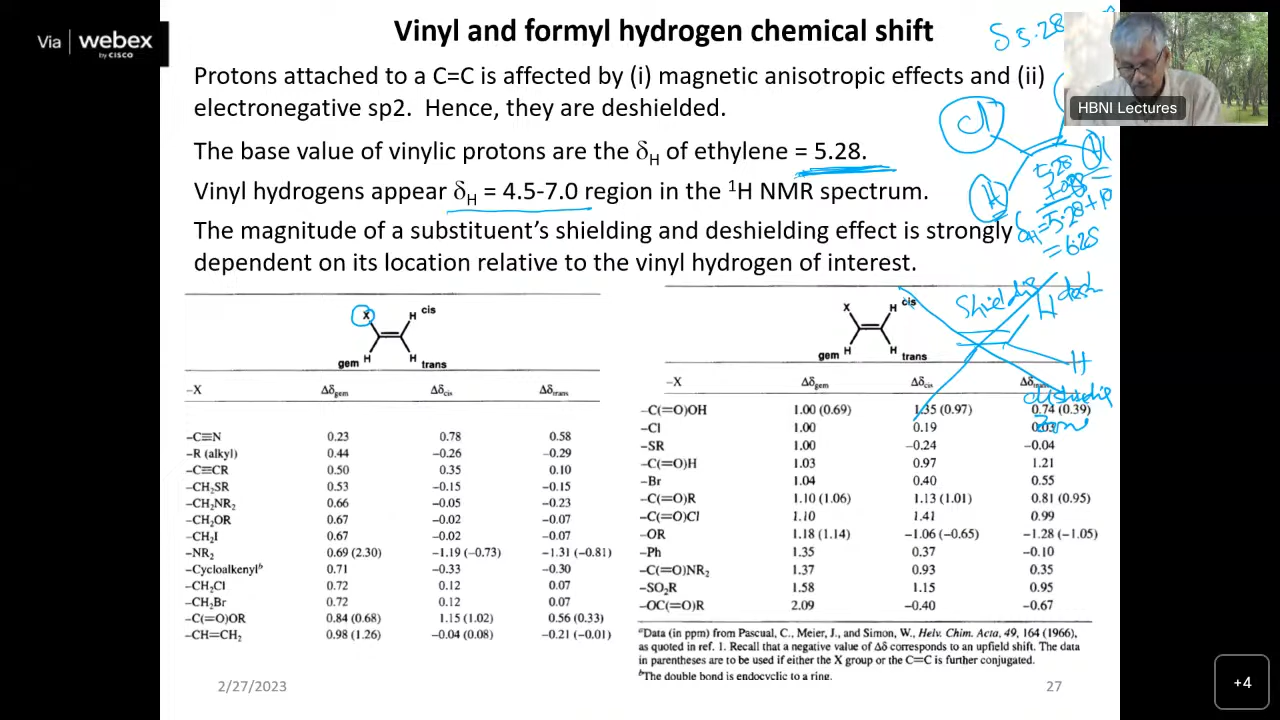 Via webex
by CISCO
Vinyl and formyl hydrogen chemical shift
δ 5.28
HBNI Lectures
Protons attached to a C=C is affected by (i) magnetic anisotropic effects and (ii)
electronegative sp2. Hence, they are deshielded.
The base value of vinylic protons are the δH of ethylene = 5.28.
Vinyl hydrogens appear δH = 4.5-7.0 region in the ¹H NMR spectrum.
The magnitude of a substituent's shielding and deshielding effect is strongly
dependent on its location relative to the vinyl hydrogen of interest.
Cl
H
H
5.28
δH = 5.28 + 1.0
= 6.28
H
H
X H cis
gem H H trans
-X Δδgem Δδcis Δδtrans
-C≡N 0.23 0.78 0.58
-R (alkyl) 0.44 -0.26 -0.29
-C≡CR 0.50 0.35 0.10
-CH₂SR 0.53 -0.15 -0.15
-CH₂NR₂ 0.66 -0.05 -0.23
-CH₂OR 0.67 -0.02 -0.07
-CH₂I 0.67 -0.02 -0.07
-NR₂ 0.69 (2.30) -1.19 (-0.73) -1.31 (-0.81)
-Cycloalkenylᵇ 0.71 -0.33 -0.30
-CH₂Cl 0.72 0.12 0.07
-CH₂Br 0.72 0.12 0.07
-C(=O)OR 0.84 (0.68) 1.15 (1.02) 0.56 (0.33)
-CH=CH₂ 0.98 (1.26) -0.04 (0.08) -0.21 (-0.01)
X H cis
gem H H trans
-X Δδgem Δδcis
-C(=O)OH 1.00 (0.69) 1.35 (0.97) 0.74 (0.39)
-Cl 1.00 0.19 0.03
-SR 1.00 -0.24 -0.04
-C(=O)H 1.03 0.97 1.21
-Br 1.04 0.40 0.55
-C(=O)R 1.10 (1.06) 1.13 (1.01) 0.81 (0.95)
-C(=O)Cl 1.10 1.41 0.99
-OR 1.18 (1.14) -1.06 (-0.65) -1.28 (-1.05)
-Ph 1.35 0.37 -0.10
-C(=O)NR₂ 1.37 0.93 0.35
-SO₂R 1.58 1.15 0.95
-OC(=O)R 2.09 -0.40 -0.67
ᵃData (in ppm) from Pascual, C., Meier, J., and Simon, W., Helv. Chim. Acta, 49, 164 (1966),
as quoted in ref. 1. Recall that a negative value of Δδ corresponds to an upfield shift. The data
in parentheses are to be used if either the X group or the C=C is further conjugated.
ᵇThe double bond is endocyclic to a ring.
2/27/2023
27
+4